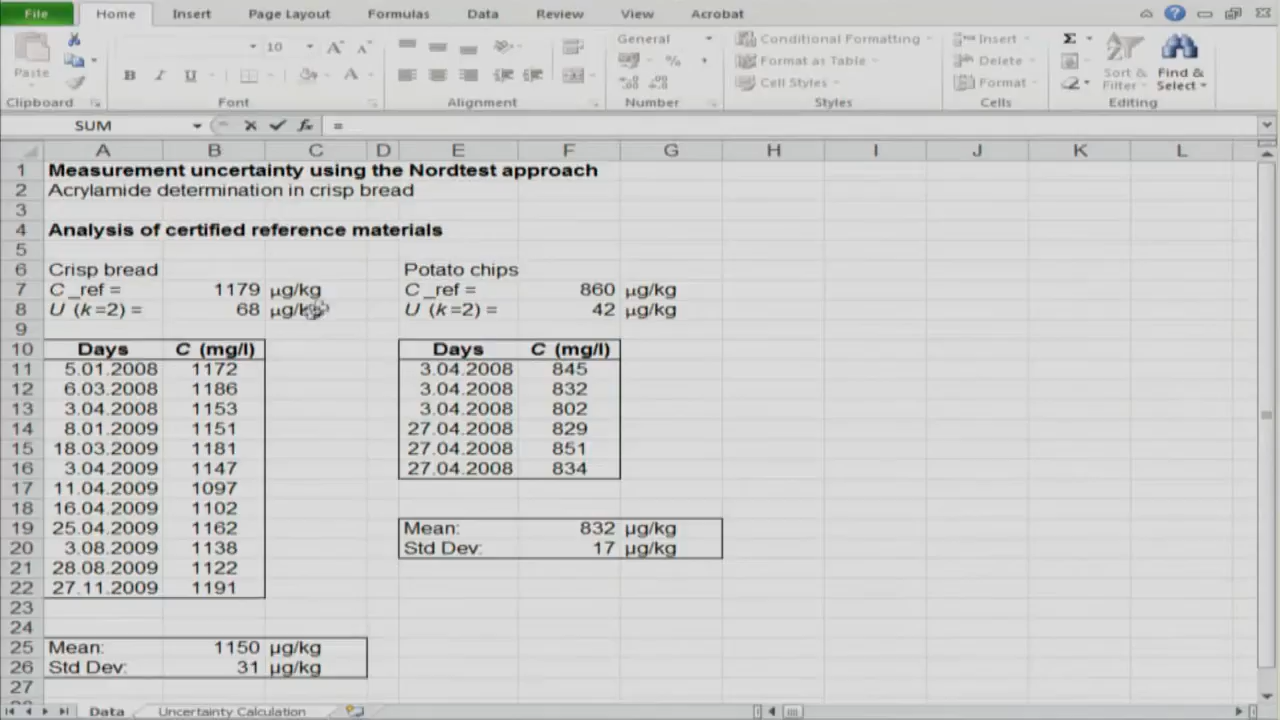 File Home Insert Page Layout Formulas Data Review View Acrobat
10 General Conditional Formatting Insert Σ
Paste B I U % , Format as Table Delete Sort & Find &
Cell Styles Format Filter Select
Clipboard Font Alignment Number Styles Cells Editing
SUM fx =
A B C D E F G H I J K L
1 Measurement uncertainty using the Nordtest approach
2 Acrylamide determination in crisp bread
3
4 Analysis of certified reference materials
5
6 Crisp bread Potato chips
7 C _ref = 1179 µg/kg C _ref = 860 µg/kg
8 U (k=2) = 68 µg/kg U (k=2) = 42 µg/kg
9
10 Days C (mg/l) Days C (mg/l)
11 5.01.2008 1172 3.04.2008 845
12 6.03.2008 1186 3.04.2008 832
13 3.04.2008 1153 3.04.2008 802
14 8.01.2009 1151 27.04.2008 829
15 18.03.2009 1181 27.04.2008 851
16 3.04.2009 1147 27.04.2008 834
17 11.04.2009 1097
18 16.04.2009 1102
19 25.04.2009 1162 Mean: 832 µg/kg
20 3.08.2009 1138 Std Dev: 17 µg/kg
21 28.08.2009 1122
22 27.11.2009 1191
23
24
25 Mean: 1150 µg/kg
26 Std Dev: 31 µg/kg
27
Data Uncertainty Calculation